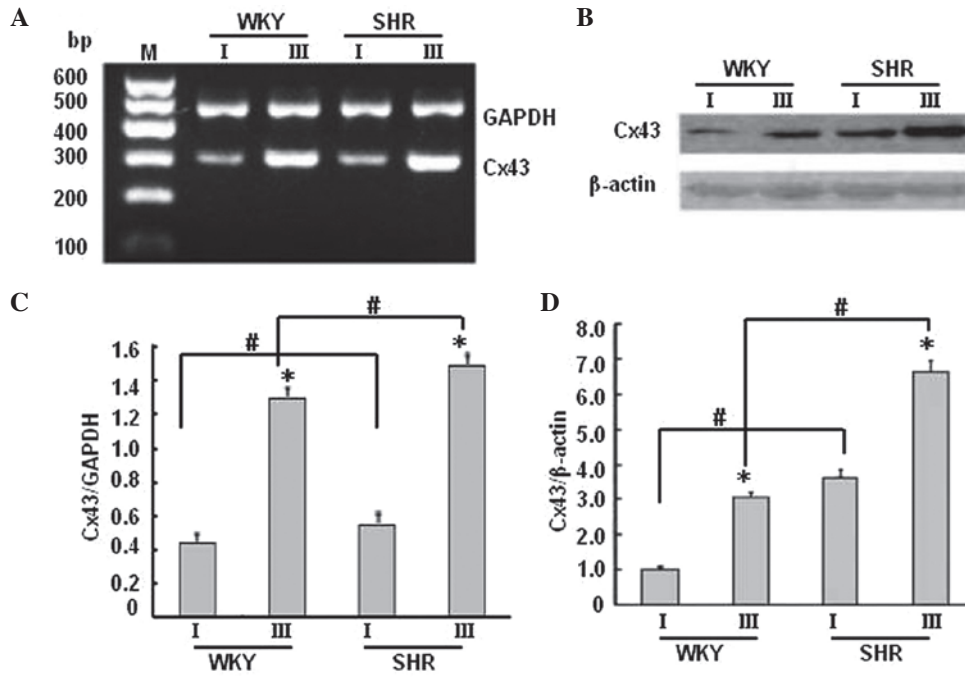 A
WKY SHR
bp M I III I III
600
500
400
300
200
100
GAPDH
Cx43
B
WKY SHR
I III I III
Cx43
β-actin
C
# #
* *
Cx43/GAPDH
1.6
1.4
1.2
1.0
0.8
0.6
0.4
0.2
0
I III I III
WKY SHR
D
# #
* *
Cx43/β-actin
8.0
7.0
6.0
5.0
4.0
3.0
2.0
1.0
0
I III I III
WKY SHR